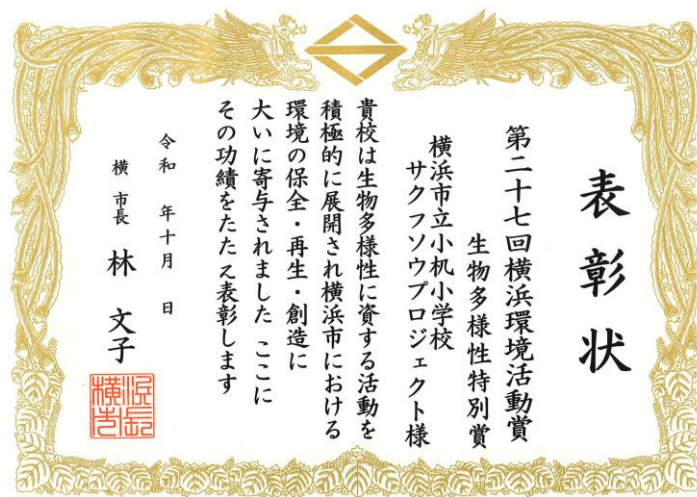 表彰状
第二十七回横浜環境活動賞
生物多様性特別賞
横浜市立小机小学校
サクフソウプロジェクト様
貴校は生物多様性に資する活動を
積極的に展開され横浜市における
環境の保全・再生・創造に
大いに寄与されました ここに
その功績をたたえ表彰します
令和 年十月 日
横 市長 林 文子
横浜
市長